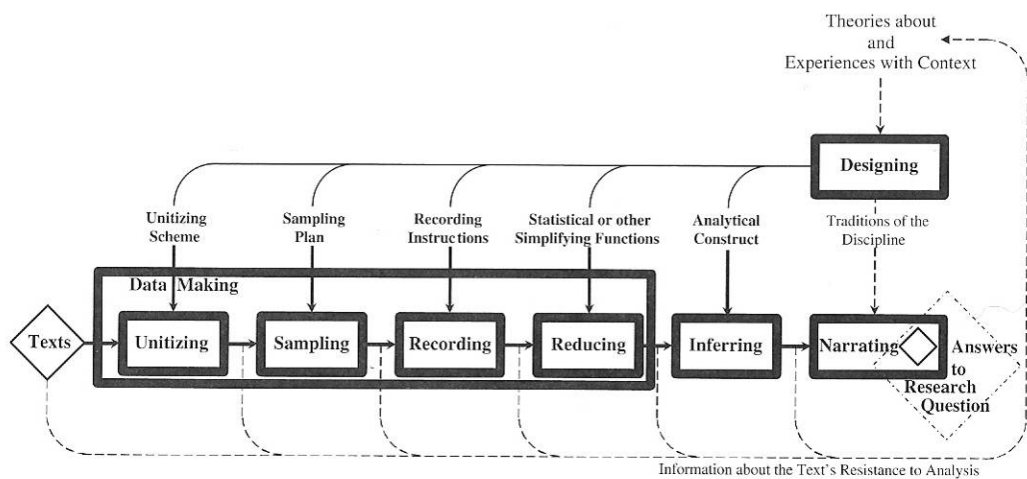 Theories about
and
Experiences with Context
Designing
Unitizing
Scheme
Sampling
Plan
Recording
Instructions
Statistical or other
Simplifying Functions
Analytical
Construct
Traditions of the
Discipline
Data Making
Texts
Unitizing
Sampling
Recording
Reducing
Inferring
Narrating
Answers
to
Research
Question
Information about the Text's Resistance to Analysis